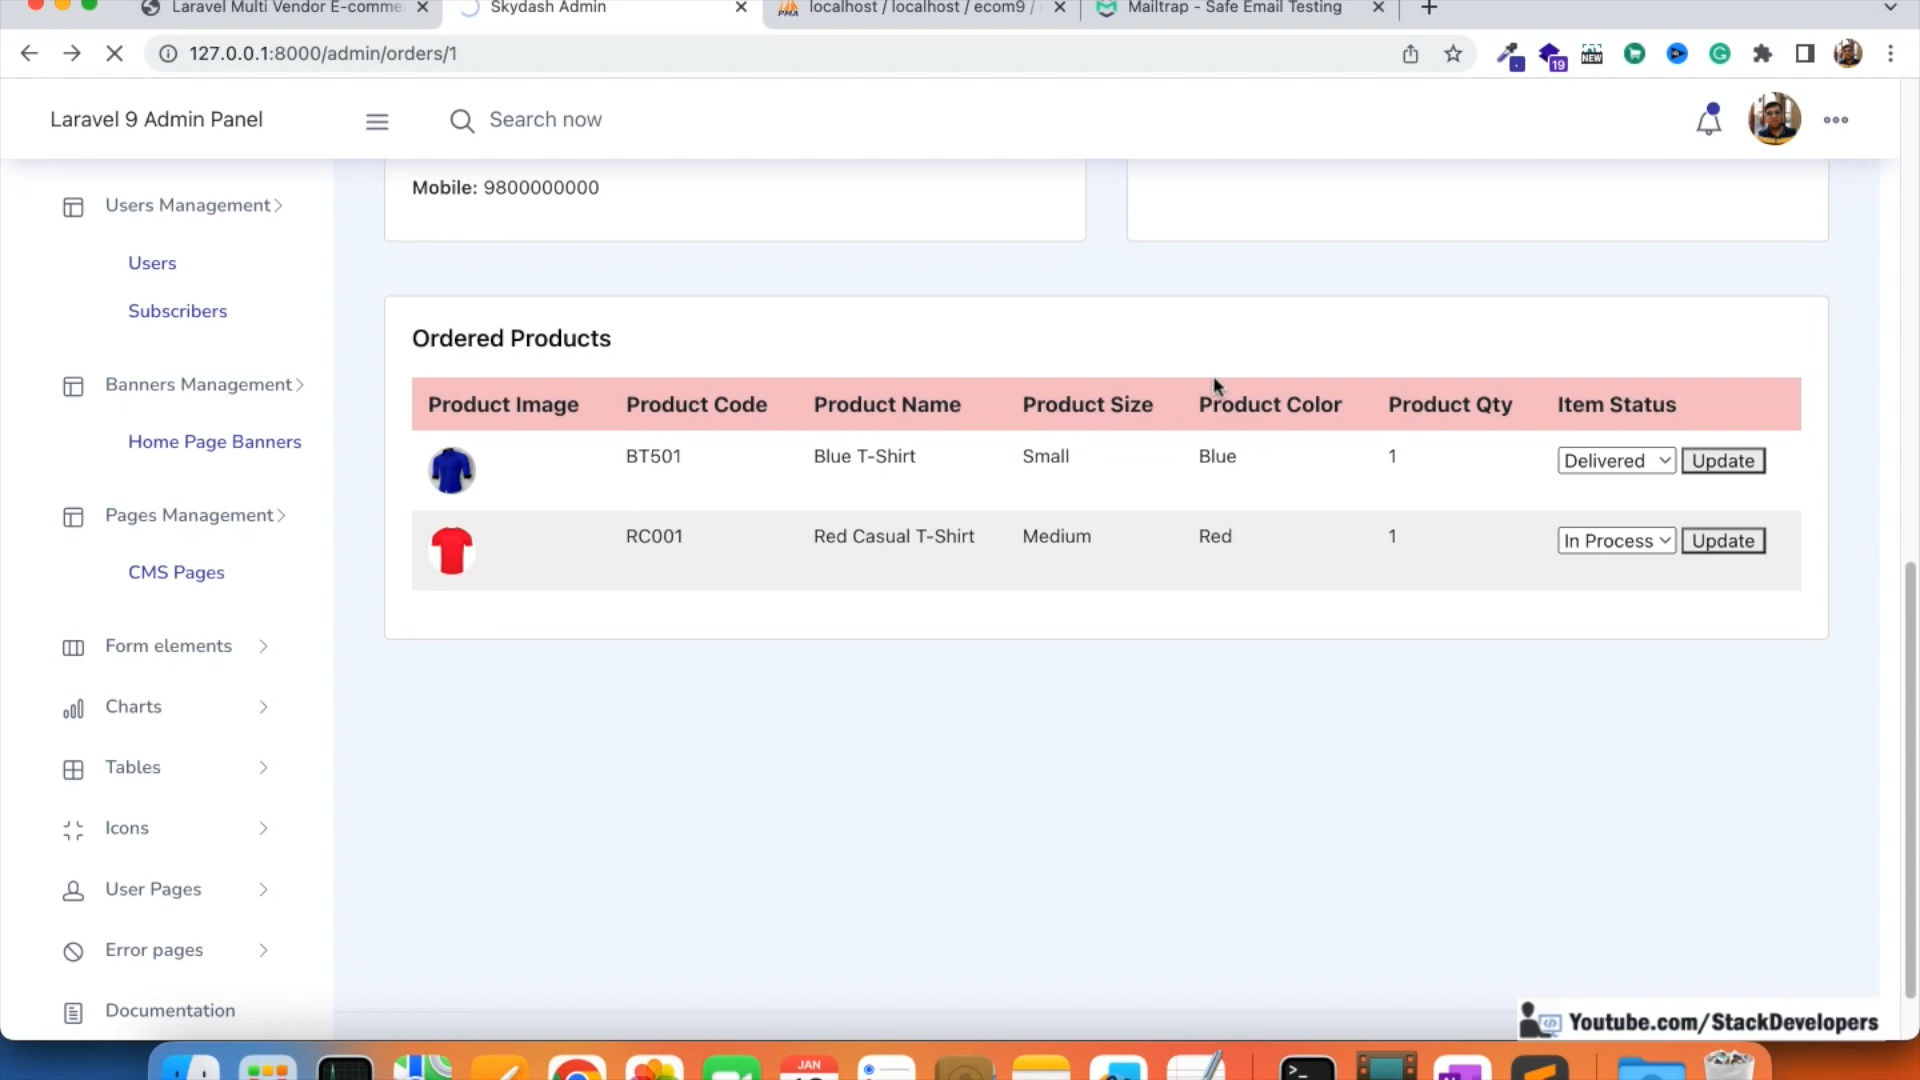 Laravel Multi Vendor E-comme
Skydash Admin
localhost / localhost / ecom9 /
Mailtrap - Safe Email Testing
127.0.0.1:8000/admin/orders/1
19
NEW
Laravel 9 Admin Panel
Search now
Mobile: 9800000000
Users Management
Users
Subscribers
Banners Management
Home Page Banners
Pages Management
CMS Pages
Form elements
Charts
Tables
Icons
User Pages
Error pages
Documentation
Ordered Products
Product Image Product Code Product Name Product Size Product Color Product Qty Item Status
BT501 Blue T-Shirt Small Blue 1 Delivered Update
RC001 Red Casual T-Shirt Medium Red 1 In Process Update
Youtube.com/StackDevelopers
JAN